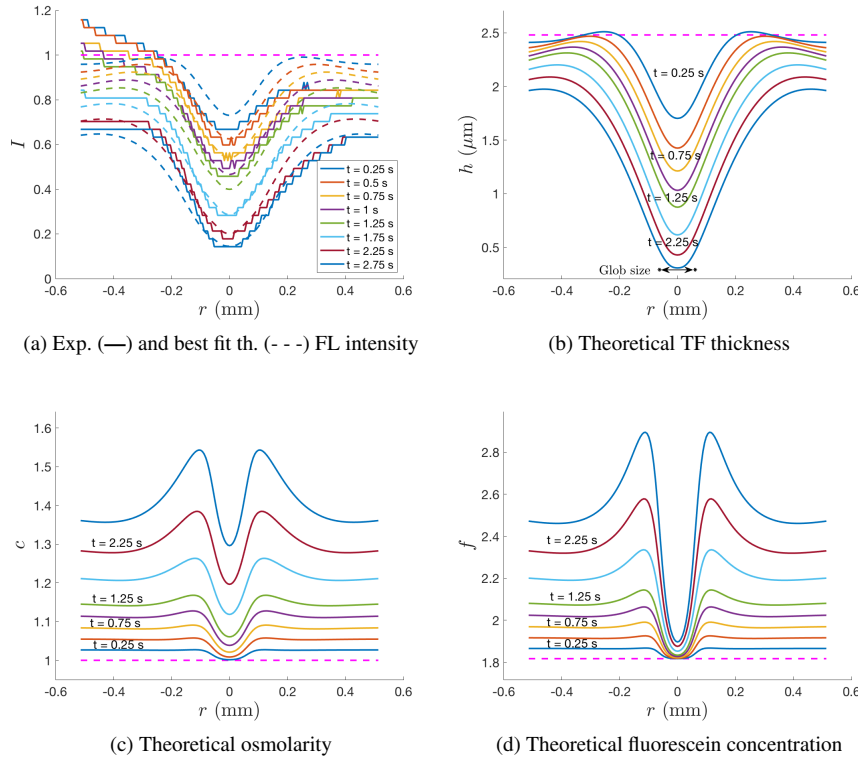 1.2
1
0.8
0.6
0.4
0.2
0
I
-0.6
-0.4
-0.2
0
0.2
0.4
0.6
r (mm)
t = 0.25 s
t = 0.5 s
t = 0.75 s
t = 1 s
t = 1.25 s
t = 1.75 s
t = 2.25 s
t = 2.75 s
(a) Exp. (—) and best fit th. (- - -) FL intensity
2.5
2
1.5
1
0.5
h (μm)
t = 0.25 s
t = 0.75 s
t = 1.25 s
t = 2.25 s
Glob size
-0.6
-0.4
-0.2
0
0.2
0.4
0.6
r (mm)
(b) Theoretical TF thickness
1.6
1.5
1.4
1.3
1.2
1.1
1
c
t = 2.25 s
t = 1.25 s
t = 0.75 s
t = 0.25 s
-0.6
-0.4
-0.2
0
0.2
0.4
0.6
r (mm)
(c) Theoretical osmolarity
2.8
2.6
2.4
2.2
2
1.8
f
t = 2.25 s
t = 1.25 s
t = 0.75 s
t = 0.25 s
-0.6
-0.4
-0.2
0
0.2
0.4
0.6
r (mm)
(d) Theoretical fluorescein concentration